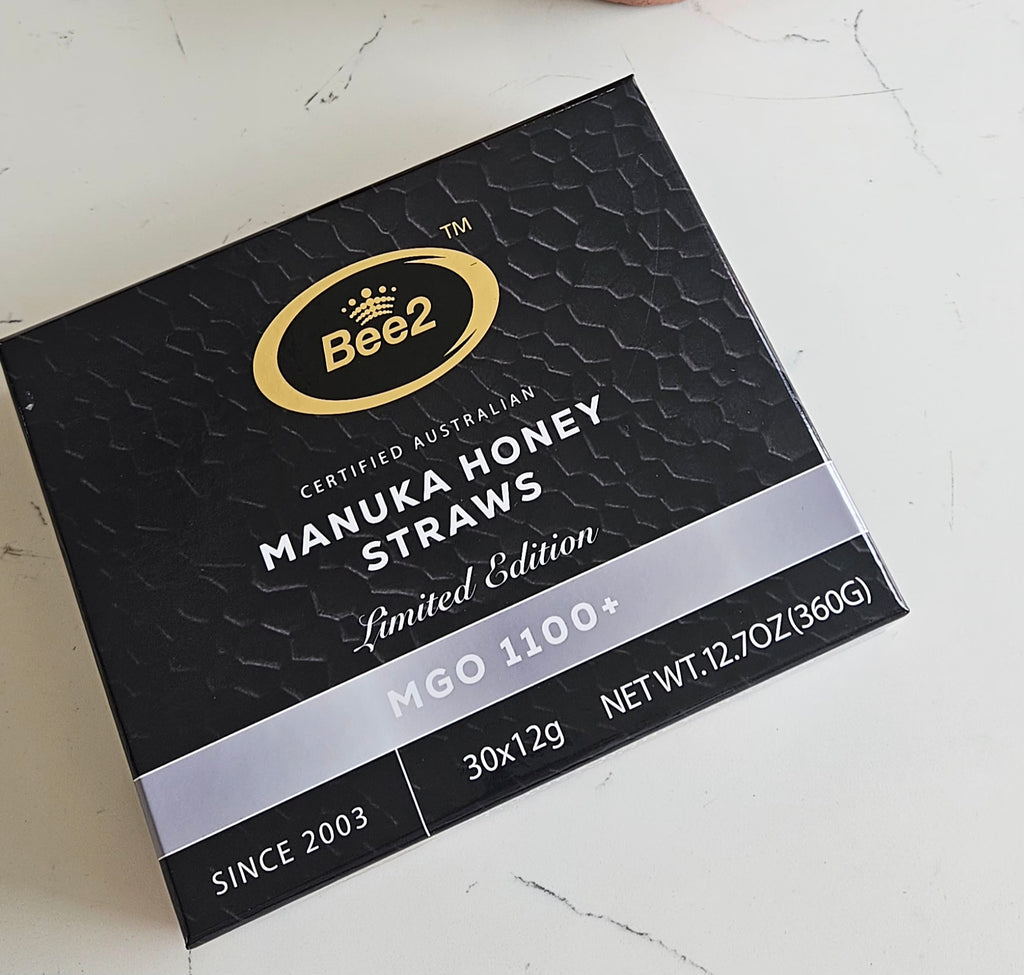 TM
Bee2
CERTIFIED AUSTRALIAN
MANUKA HONEY
STRAWS
Limited Edition
MGO 1100+
SINCE 2003
30x12g
NET WT.12.7OZ(360G)